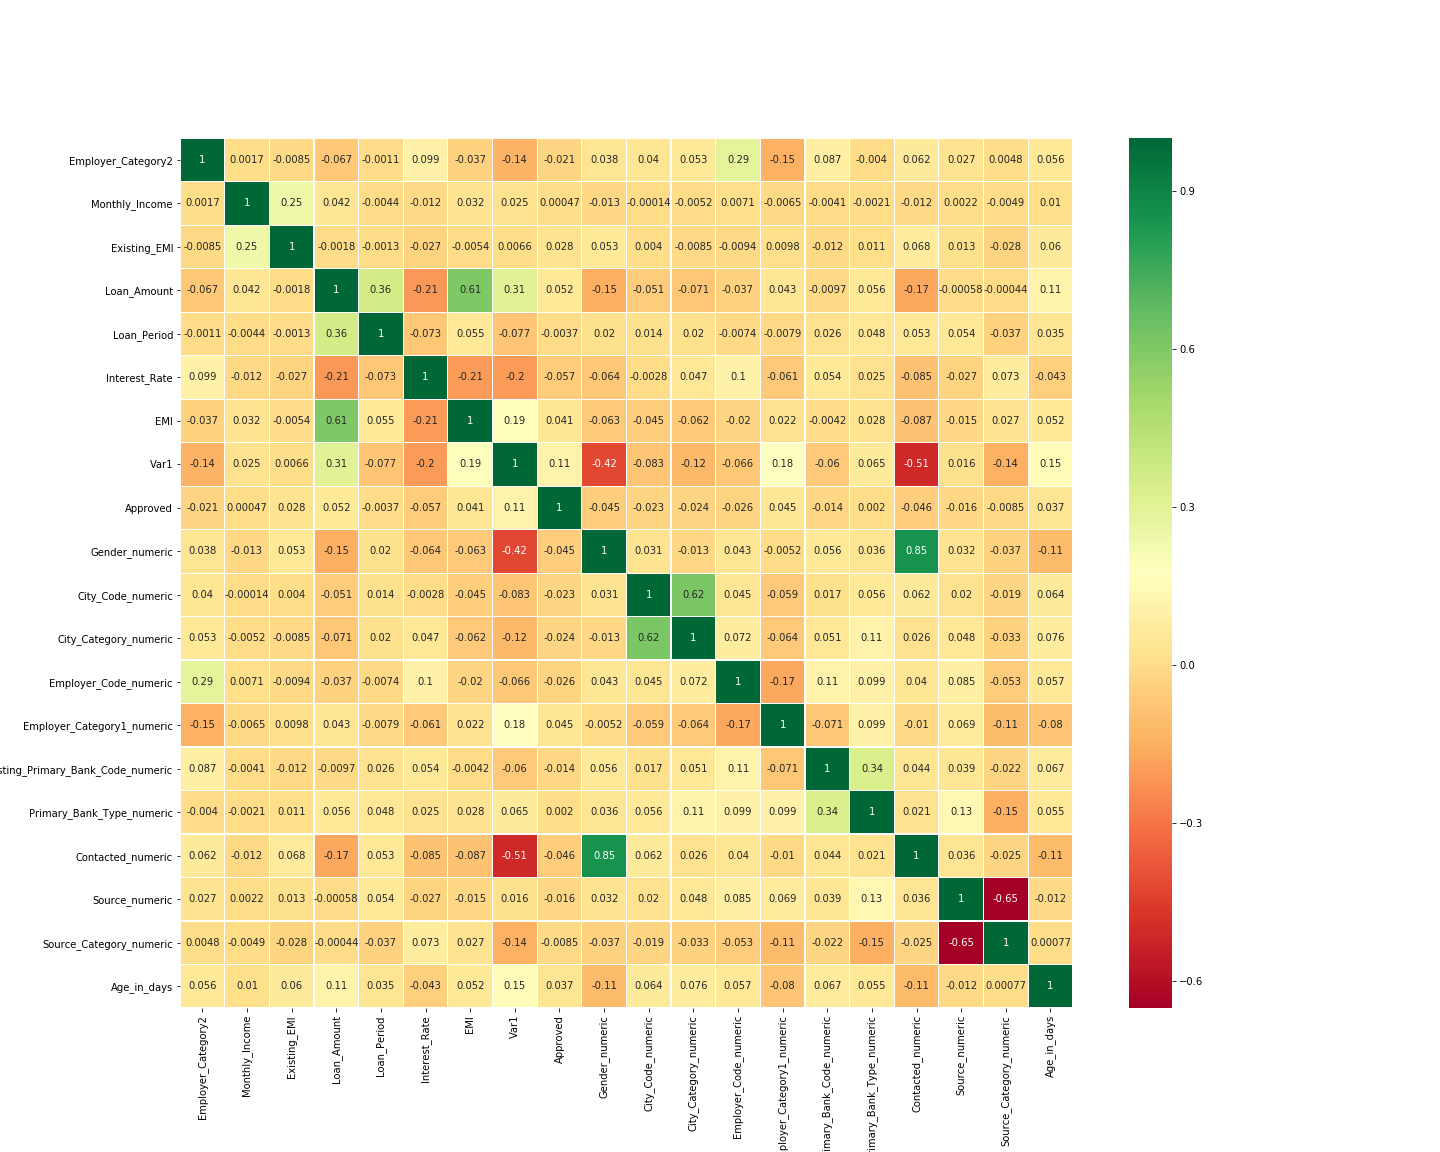 Employer_Category2 1 0.0017 -0.0085 -0.067 -0.0011 0.099 -0.037 -0.14 -0.021 0.038 0.04 0.053 0.29 -0.15 0.087 -0.004 0.062 0.027 0.0048 0.056
0.9
Monthly_Income 0.0017 1 0.25 0.042 -0.0044 -0.012 0.032 0.025 0.00047 -0.013 -0.00014 -0.0052 0.0071 -0.0065 -0.0041 -0.0021 -0.012 0.0022 -0.0049 0.01
Existing_EMI -0.0085 0.25 1 -0.0018 -0.0013 -0.027 -0.0054 0.0066 0.028 0.053 0.004 -0.0085 -0.0094 0.0098 -0.012 0.011 0.068 0.013 -0.028 0.06
Loan_Amount -0.067 0.042 -0.0018 1 0.36 -0.21 0.61 0.31 0.052 -0.15 -0.051 -0.071 -0.037 0.043 -0.0097 0.056 -0.17 -0.00058 -0.00044 0.11
Loan_Period -0.0011 -0.0044 -0.0013 0.36 1 -0.073 0.055 -0.077 -0.0037 0.02 0.014 0.02 -0.0074 -0.0079 0.026 0.048 0.053 0.054 -0.037 0.035
0.6
Interest_Rate 0.099 -0.012 -0.027 -0.21 -0.073 1 -0.21 -0.2 -0.057 -0.064 -0.0028 0.047 0.1 -0.061 0.054 0.025 -0.085 -0.027 0.073 -0.043
EMI -0.037 0.032 -0.0054 0.61 0.055 -0.21 1 0.19 0.041 -0.063 -0.045 -0.062 -0.02 0.022 -0.0042 0.028 -0.087 -0.015 0.027 0.052
Var1 -0.14 0.025 0.0066 0.31 -0.077 -0.2 0.19 1 0.11 -0.42 -0.083 -0.12 -0.066 0.18 -0.06 0.065 -0.51 0.016 -0.14 0.15
Approved -0.021 0.00047 0.028 0.052 -0.0037 -0.057 0.041 0.11 1 -0.045 -0.023 -0.024 -0.026 0.045 -0.014 0.002 -0.046 -0.016 -0.0085 0.037
0.3
Gender_numeric 0.038 -0.013 0.053 -0.15 0.02 -0.064 -0.063 -0.42 -0.045 1 0.031 -0.013 0.043 -0.0052 0.056 0.036 0.85 0.032 -0.037 -0.11
City_Code_numeric 0.04 -0.00014 0.004 -0.051 0.014 -0.0028 -0.045 -0.083 -0.023 0.031 1 0.62 0.045 -0.059 0.017 0.056 0.062 0.02 -0.019 0.064
City_Category_numeric 0.053 -0.0052 -0.0085 -0.071 0.02 0.047 -0.062 -0.12 -0.024 -0.013 0.62 1 0.072 -0.064 0.051 0.11 0.026 0.048 -0.033 0.076
0.0
Employer_Code_numeric 0.29 0.0071 -0.0094 -0.037 -0.0074 0.1 -0.02 -0.066 -0.026 0.043 0.045 0.072 1 -0.17 0.11 0.099 0.04 0.085 -0.053 0.057
Employer_Category1_numeric -0.15 -0.0065 0.0098 0.043 -0.0079 -0.061 0.022 0.18 0.045 -0.0052 -0.059 -0.064 -0.17 1 -0.071 0.099 -0.01 0.069 -0.11 -0.08
sting_Primary_Bank_Code_numeric 0.087 -0.0041 -0.012 -0.0097 0.026 0.054 -0.0042 -0.06 -0.014 0.056 0.017 0.051 0.11 -0.071 1 0.34 0.044 0.039 -0.022 0.067
Primary_Bank_Type_numeric -0.004 -0.0021 0.011 0.056 0.048 0.025 0.028 0.065 0.002 0.036 0.056 0.11 0.099 0.099 0.34 1 0.021 0.13 -0.15 0.055
−0.3
Contacted_numeric 0.062 -0.012 0.068 -0.17 0.053 -0.085 -0.087 -0.51 -0.046 0.85 0.062 0.026 0.04 -0.01 0.044 0.021 1 0.036 -0.025 -0.11
Source_numeric 0.027 0.0022 0.013 -0.00058 0.054 -0.027 -0.015 0.016 -0.016 0.032 0.02 0.048 0.085 0.069 0.039 0.13 0.036 1 -0.65 -0.012
Source_Category_numeric 0.0048 -0.0049 -0.028 -0.00044 -0.037 0.073 0.027 -0.14 -0.0085 -0.037 -0.019 -0.033 -0.053 -0.11 -0.022 -0.15 -0.025 -0.65 1 0.00077
−0.6
Age_in_days 0.056 0.01 0.06 0.11 0.035 -0.043 0.052 0.15 0.037 -0.11 0.064 0.076 0.057 -0.08 0.067 0.055 -0.11 -0.012 0.00077 1
Employer_Category2
Monthly_Income
Existing_EMI
Loan_Amount
Loan_Period
Interest_Rate
EMI
Var1
Approved
Gender_numeric
City_Code_numeric
City_Category_numeric
Employer_Code_numeric
ployer_Category1_numeric
imary_Bank_Code_numeric
rimary_Bank_Type_numeric
Contacted_numeric
Source_numeric
Source_Category_numeric
Age_in_days